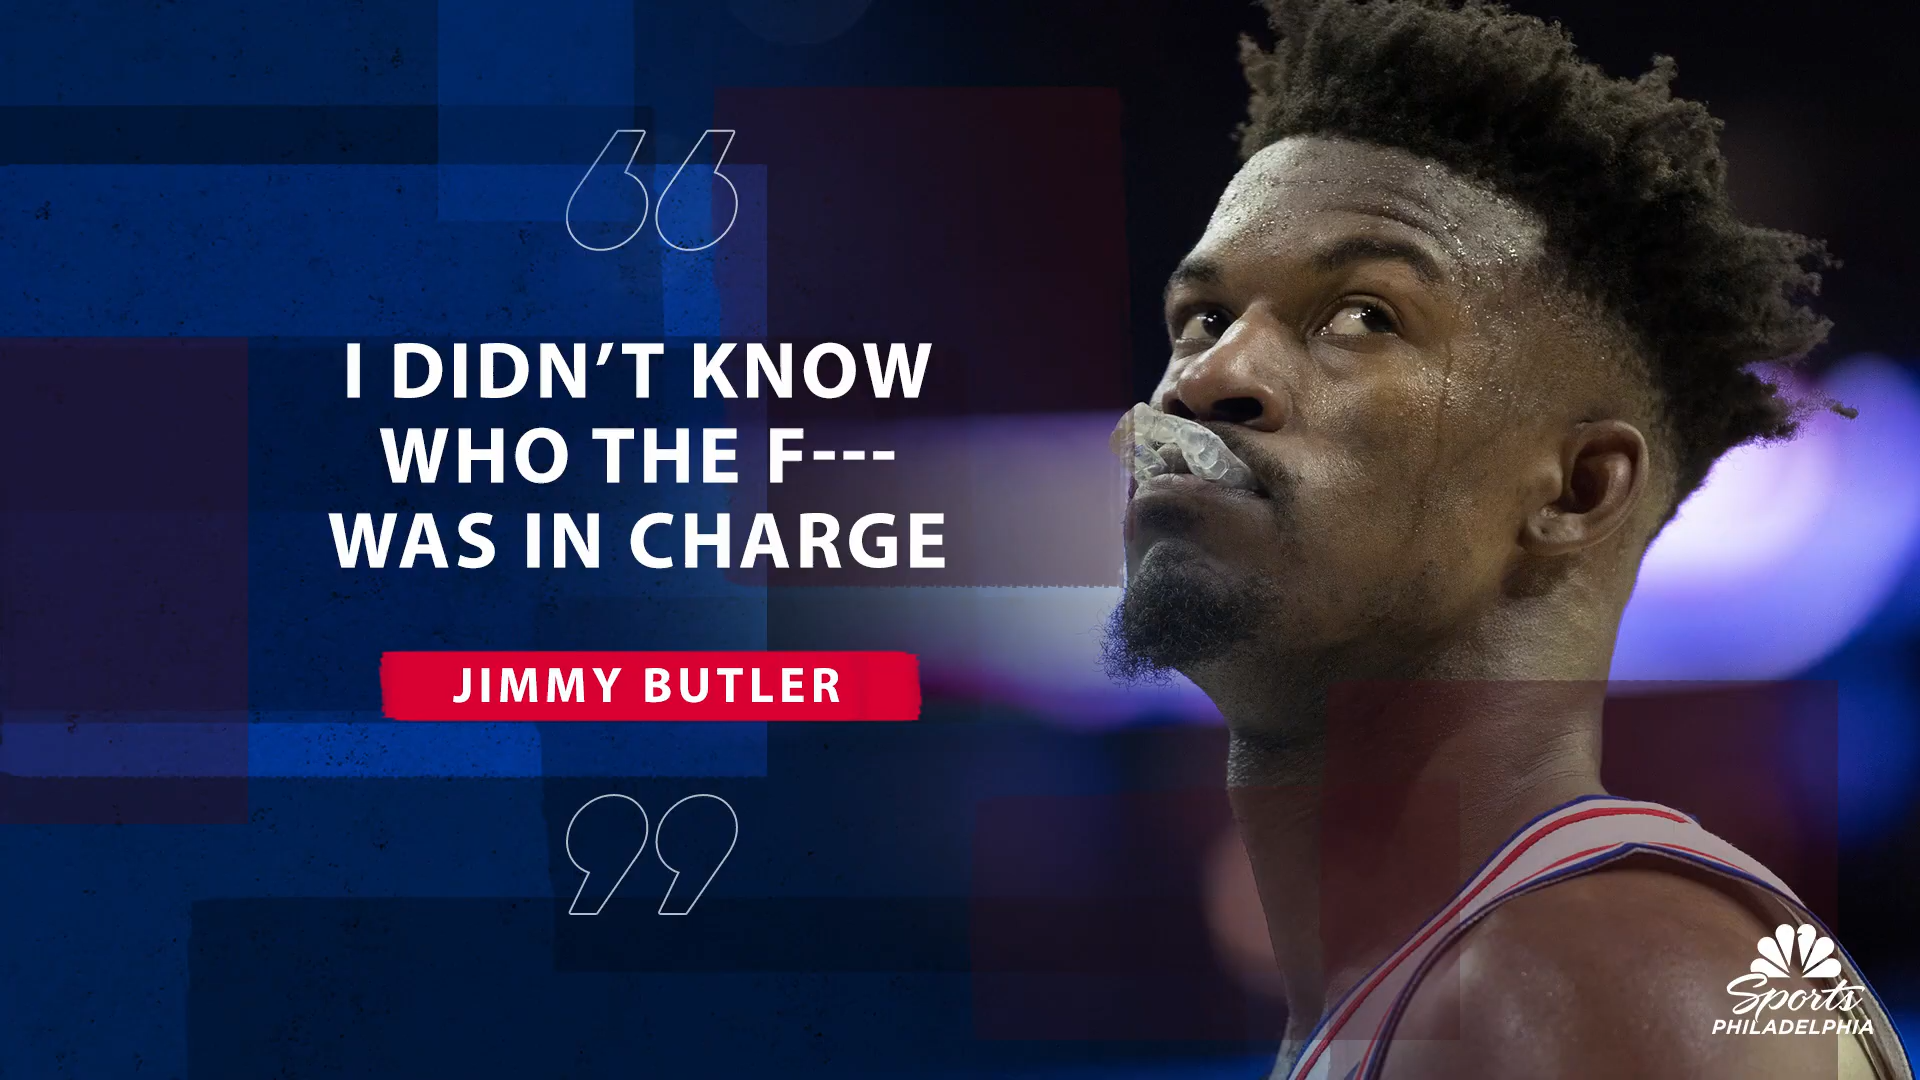 “
I DIDN’T KNOW
WHO THE F---
WAS IN CHARGE
JIMMY BUTLER
”
Sports
PHILADELPHIA